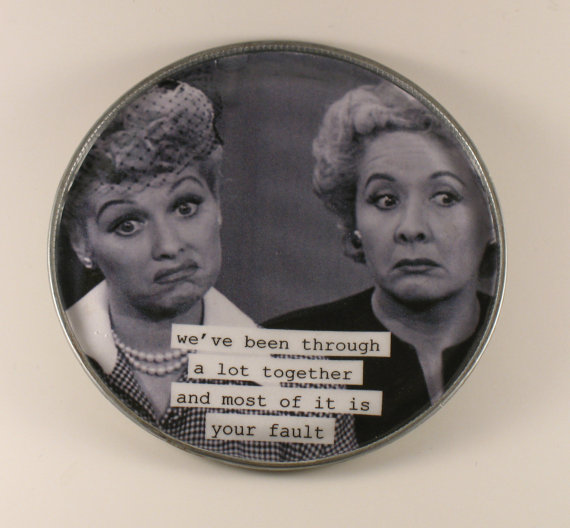 we've been through
a lot together
and most of it is
your fault